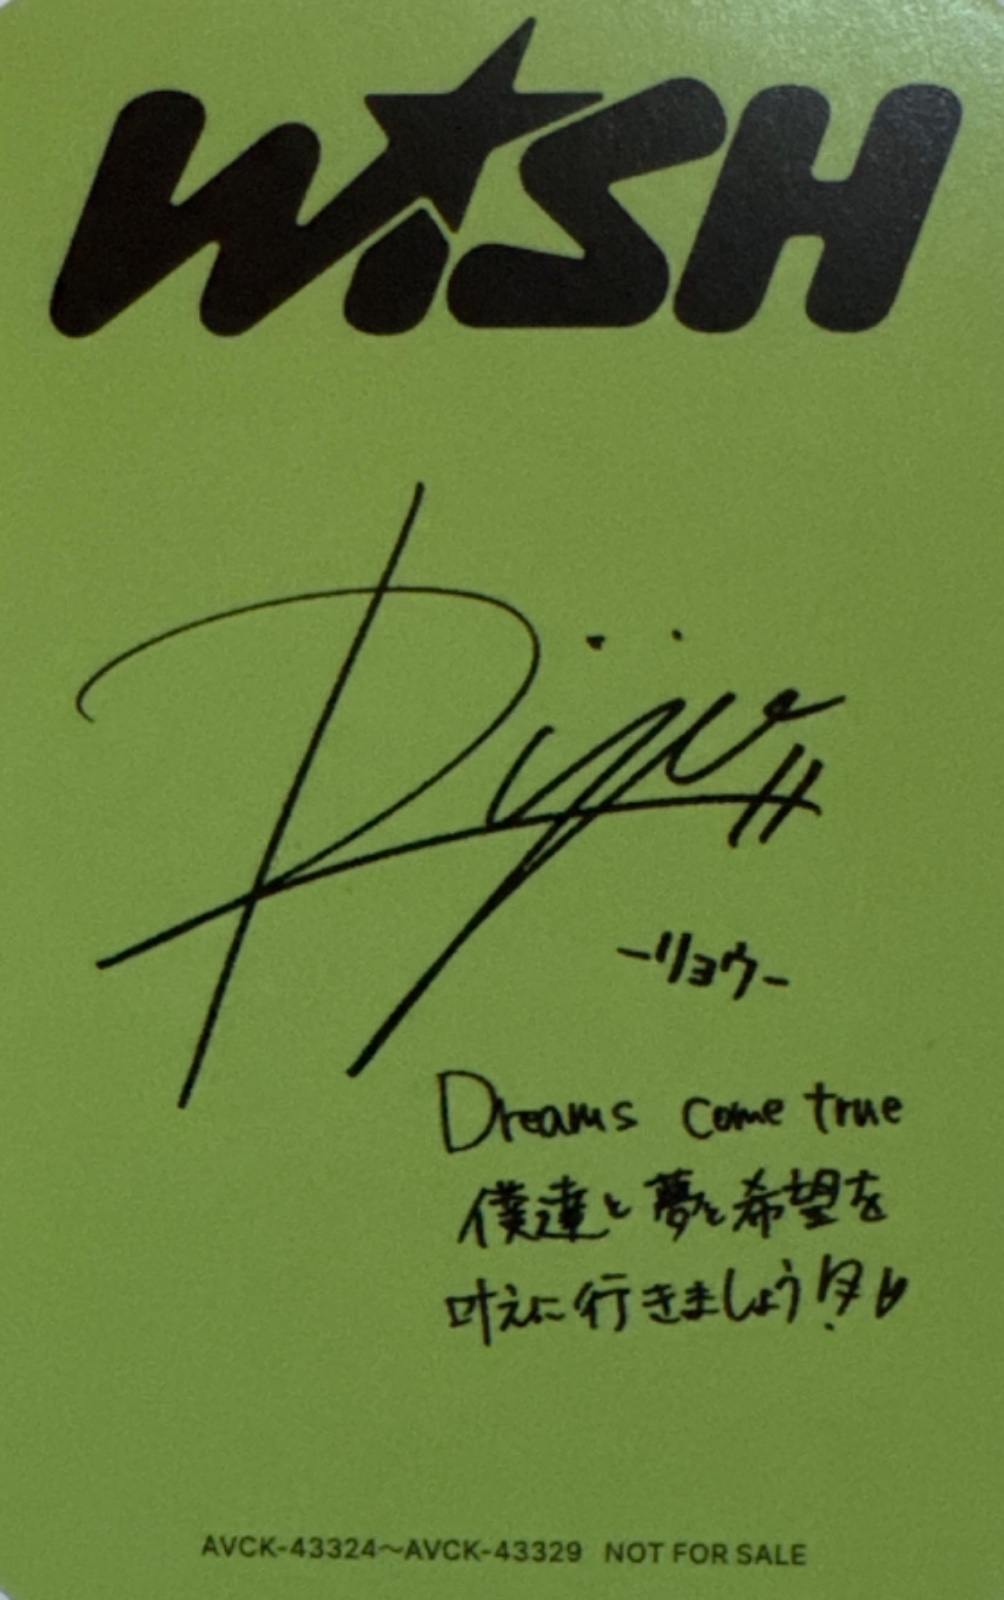 WiSH
Riyo
-リョウ-
Dreams come true
僕達と夢と希望を
叶えに行きましょう!
AVCK-43324~AVCK-43329 NOT FOR SALE